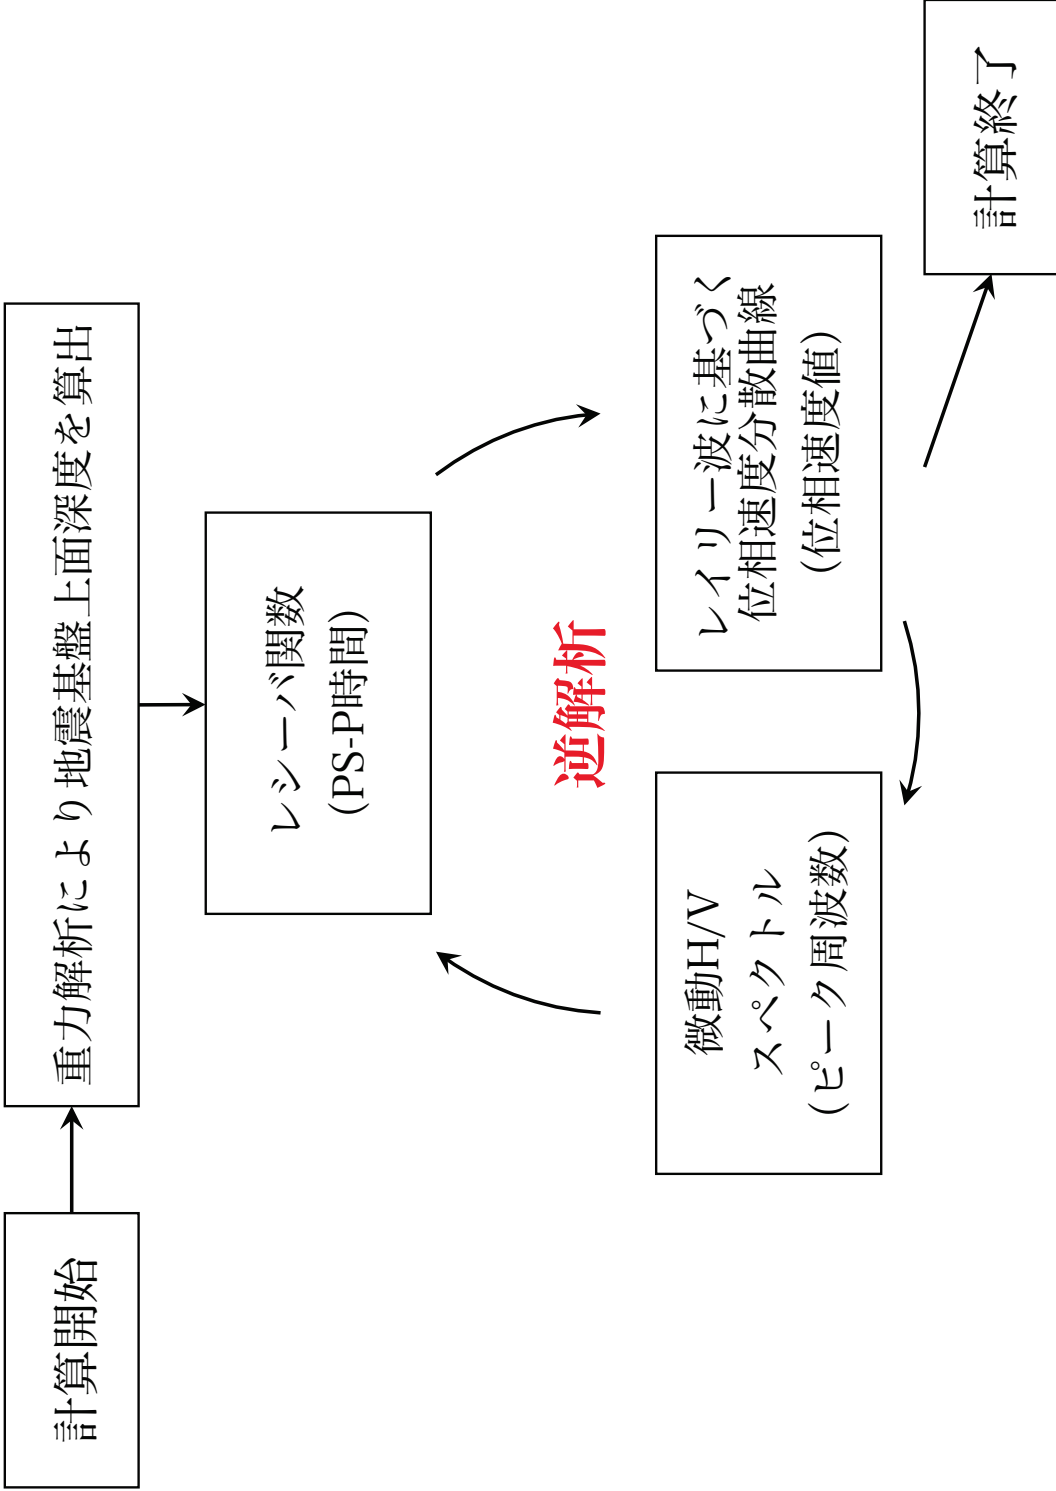 計算開始
重力解析により地震基盤上面深度を算出
レシーバ関数
(PS-P時間)
逆解析
微動H/V
スペクトル
(ピーク周波数)
レイリー波に基づく
位相速度分散曲線
(位相速度値)
計算終了